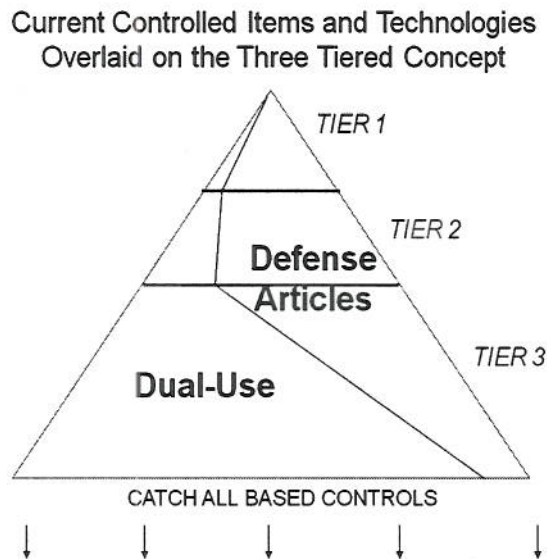 Current Controlled Items and Technologies
Overlaid on the Three Tiered Concept
TIER 1
TIER 2
Defense
Articles
TIER 3
Dual-Use
CATCH ALL BASED CONTROLS